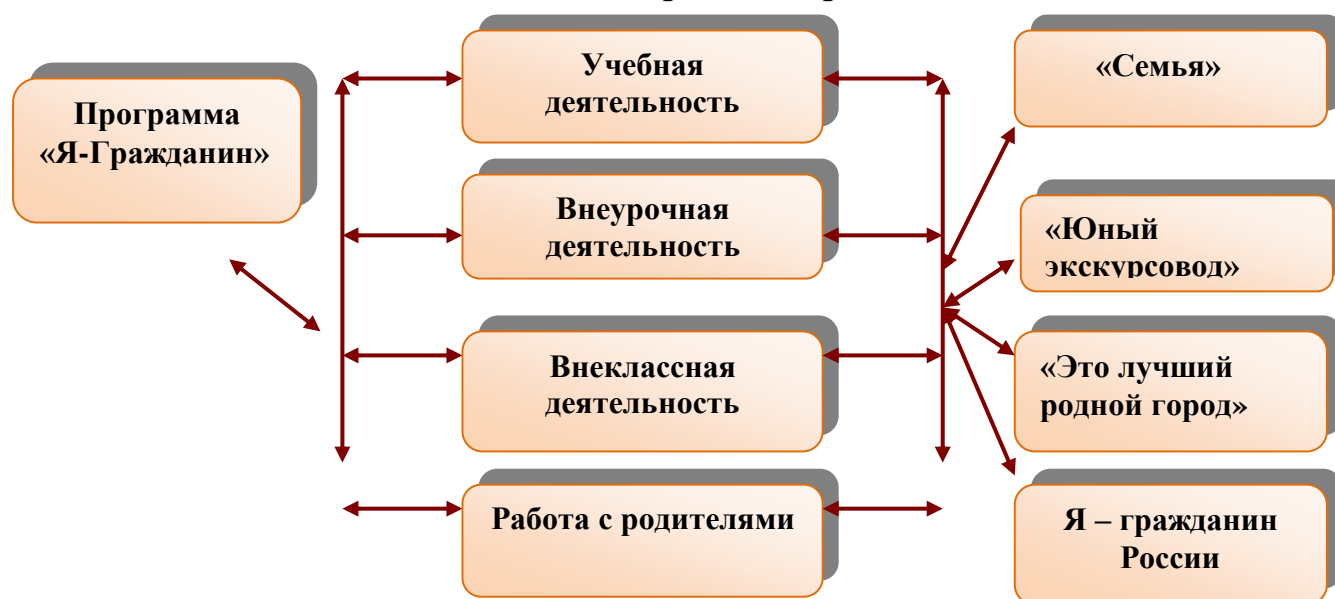 Программа
«Я-Гражданин»
Учебная
деятельность
Внеурочная
деятельность
Внеклассная
деятельность
Работа с родителями
«Семья»
«Юный
экскурсовод»
«Это лучший
родной город»
Я – гражданин
России